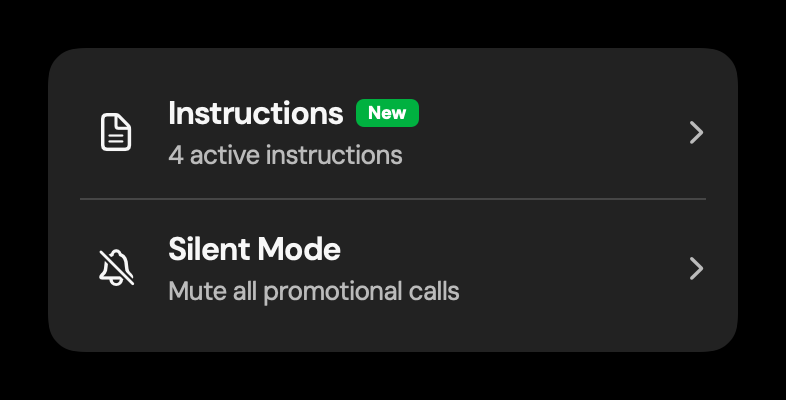 Instructions New
4 active instructions
Silent Mode
Mute all promotional calls